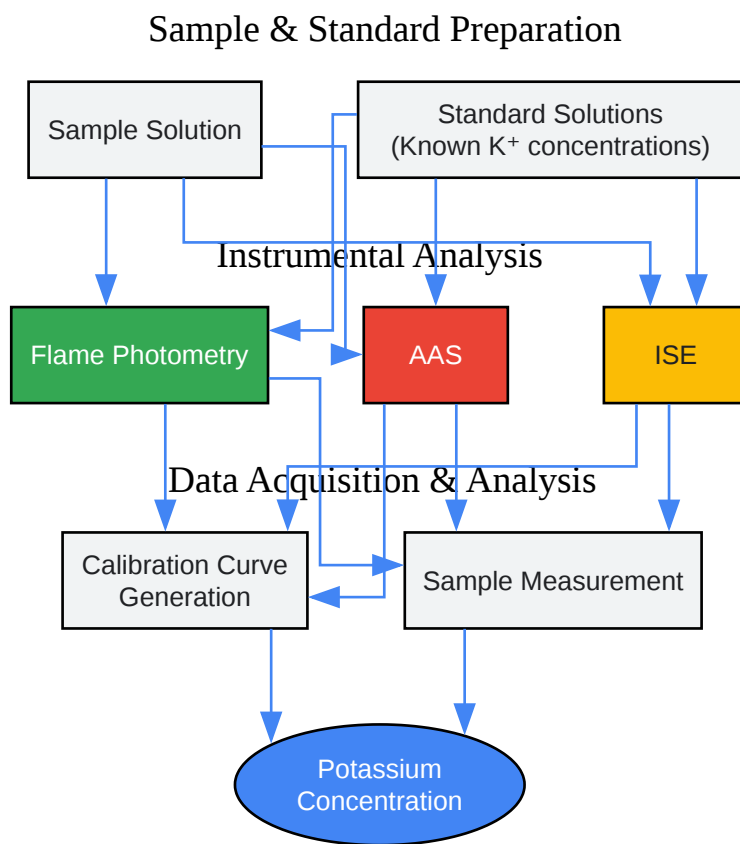 Sample & Standard Preparation
Sample Solution
Standard Solutions
(Known K⁺ concentrations)
Instrumental Analysis
Flame Photometry
AAS
ISE
Data Acquisition & Analysis
Calibration Curve
Generation
Sample Measurement
Potassium
Concentration